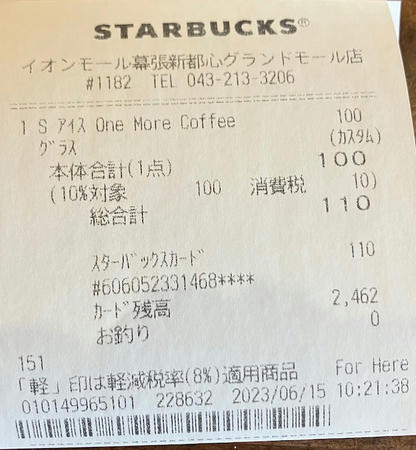 STARBUCKS®
イオンモール幕張新都心グランドモール店
#1182 TEL 043-213-3206
1 S ｱｲｽ One More Coffee 100
ｸﾞﾗｽ (ｶｽﾀﾑ)
本体合計(1点) 100
(10%対象 100 消費税 10)
総合計 110
ｽﾀｰﾊﾞｯｸｽｶｰﾄﾞ 110
#606052331468****
ｶｰﾄﾞ残高 2,462
お釣り 0
151
「軽」印は軽減税率(8%)適用商品 For Here
010149965101 228632 2023/06/15 10:21:38